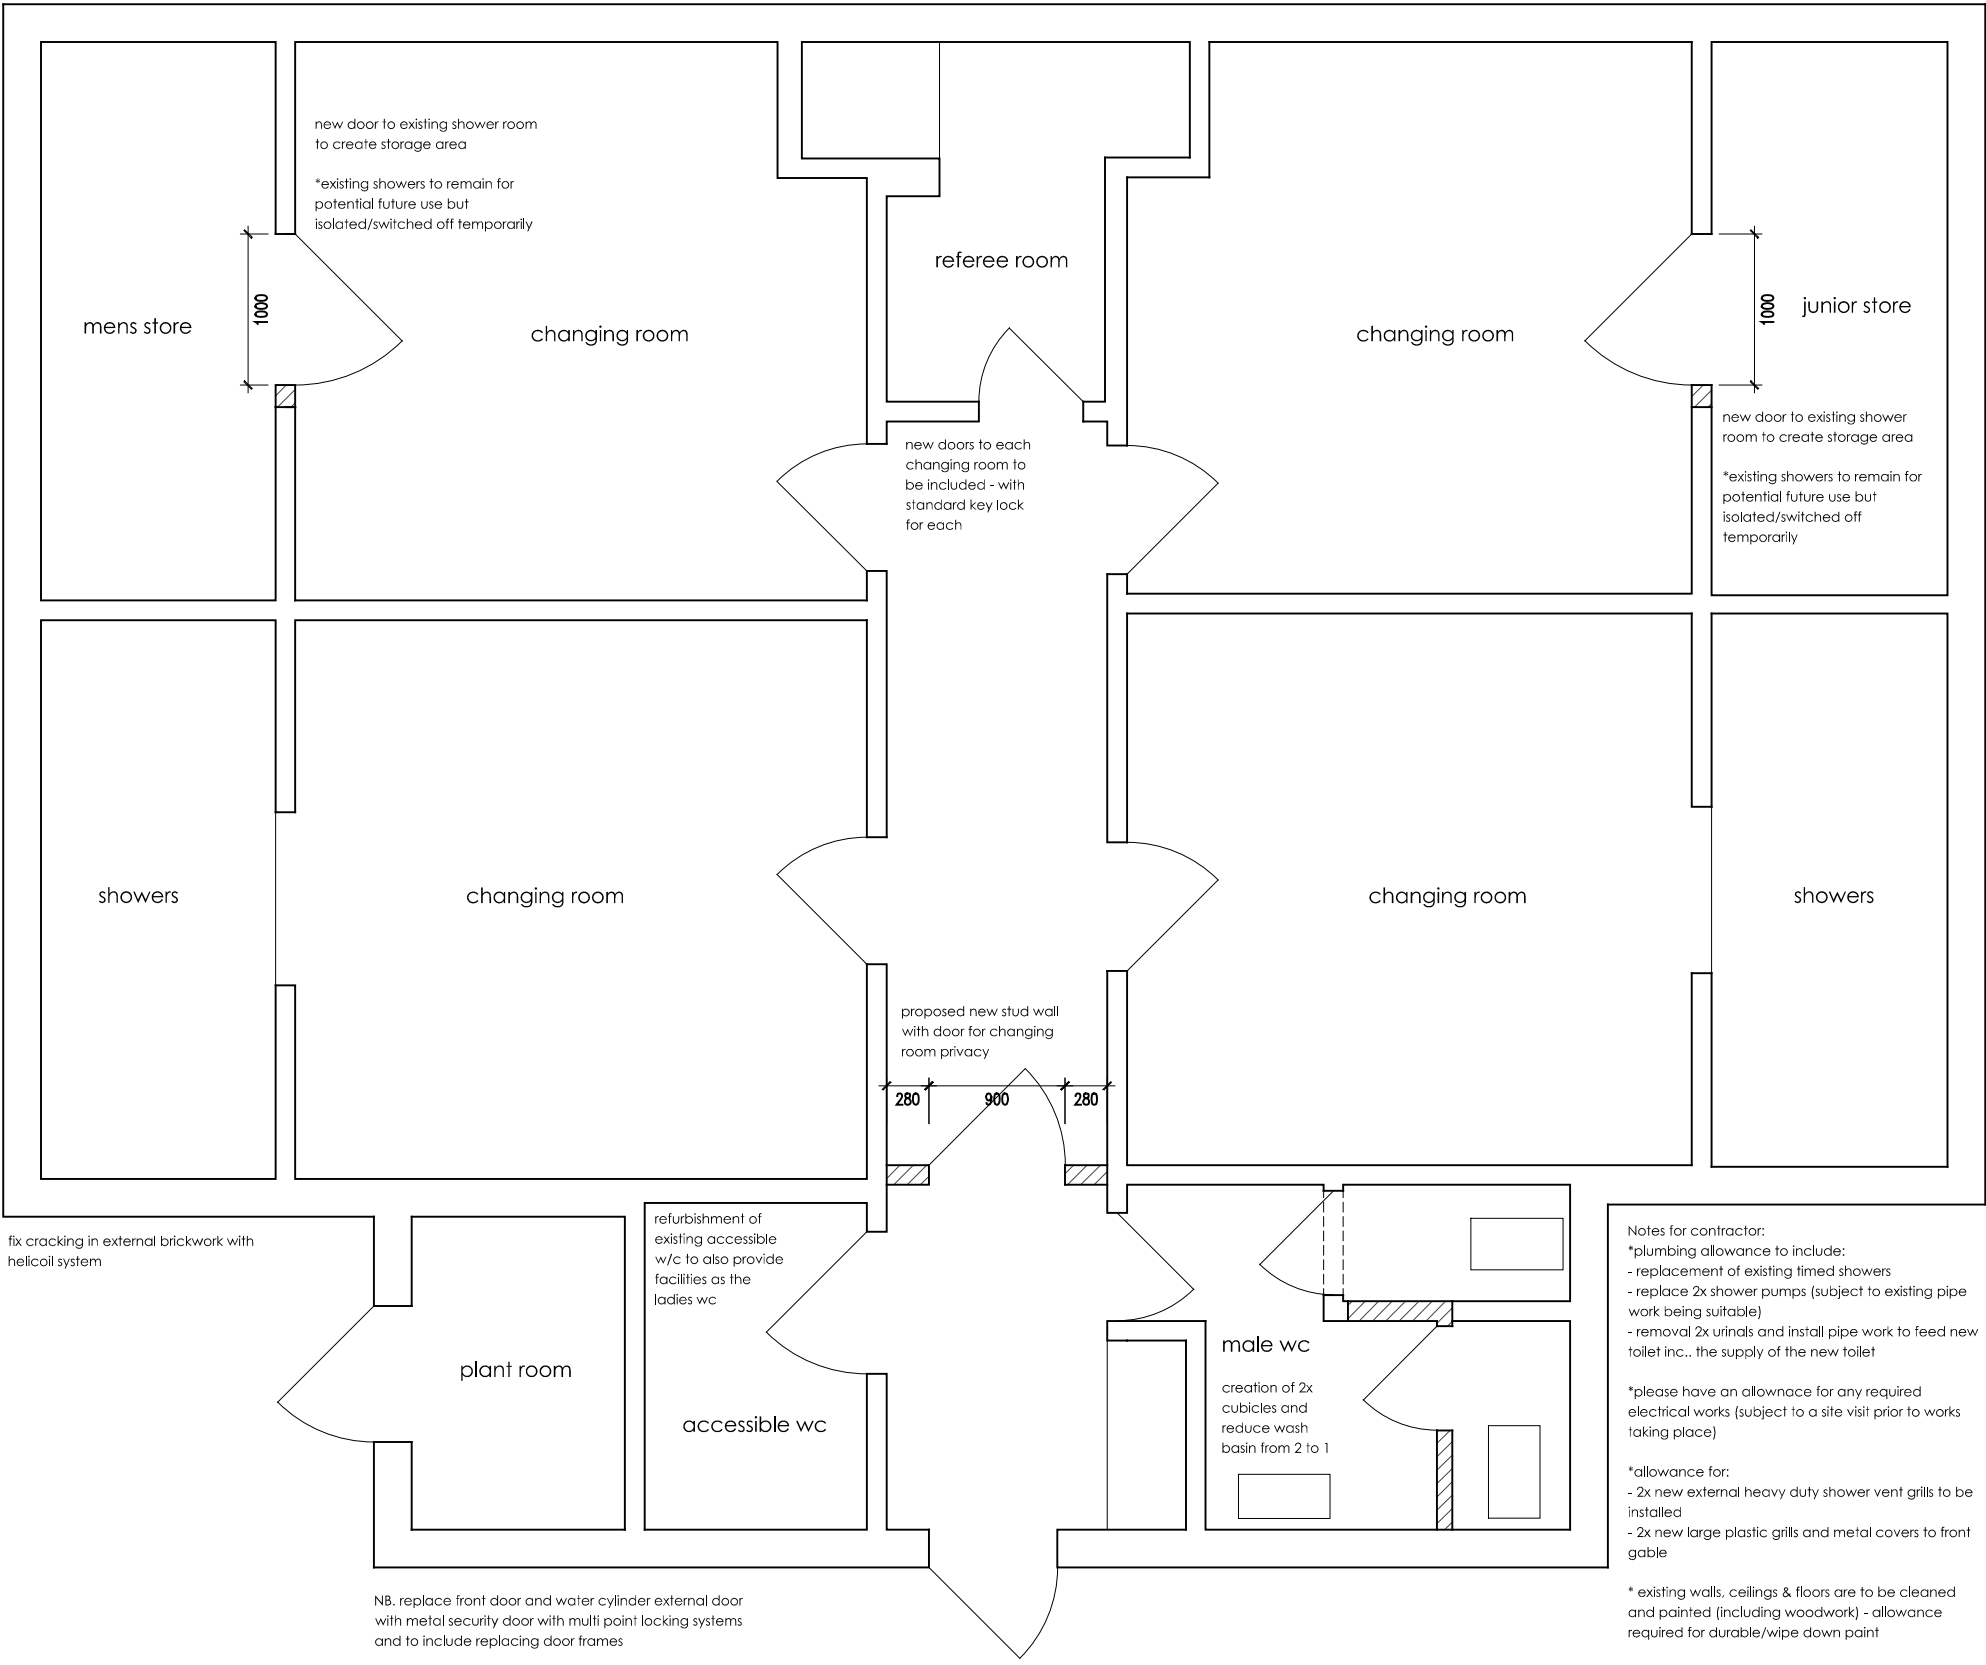 new door to existing shower room
to create storage area
*existing showers to remain for
potential future use but
isolated/switched off temporarily
referee room
mens store
1000
changing room
changing room
1000
junior store
new door to existing shower
room to create storage area
*existing showers to remain for
potential future use but
isolated/switched off
temporarily
new doors to each
changing room to
be included - with
standard key lock
for each
showers
changing room
changing room
showers
proposed new stud wall
with door for changing
room privacy
280
900
280
fix cracking in external brickwork with
helicoil system
refurbishment of
existing accessible
w/c to also provide
facilities as the
ladies wc
plant room
accessible wc
male wc
creation of 2x
cubicles and
reduce wash
basin from 2 to 1
Notes for contractor:
*plumbing allowance to include:
- replacement of existing timed showers
- replace 2x shower pumps (subject to existing pipe
work being suitable)
- removal 2x urinals and install pipe work to feed new
toilet inc.. the supply of the new toilet
*please have an allownace for any required
electrical works (subject to a site visit prior to works
taking place)
*allowance for:
- 2x new external heavy duty shower vent grills to be
installed
- 2x new large plastic grills and metal covers to front
gable
* existing walls, ceilings & floors are to be cleaned
and painted (including woodwork) - allowance
required for durable/wipe down paint
NB. replace front door and water cylinder external door
with metal security door with multi point locking systems
and to include replacing door frames